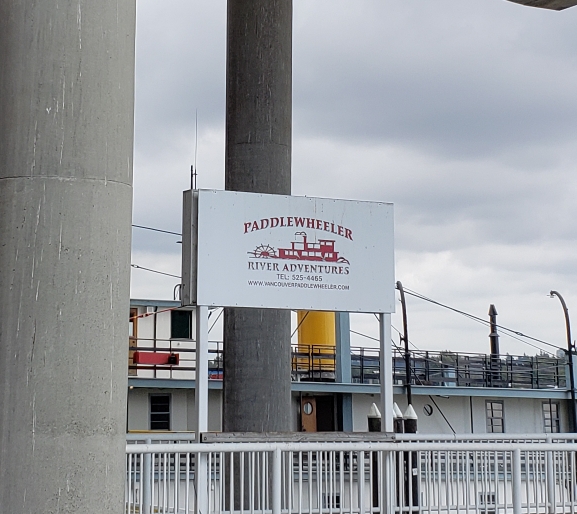 PADDLEWHEELER
RIVER ADVENTURES
TEL: 525-4465
WWW.VANCOUVERPADDLEWHEELER.COM